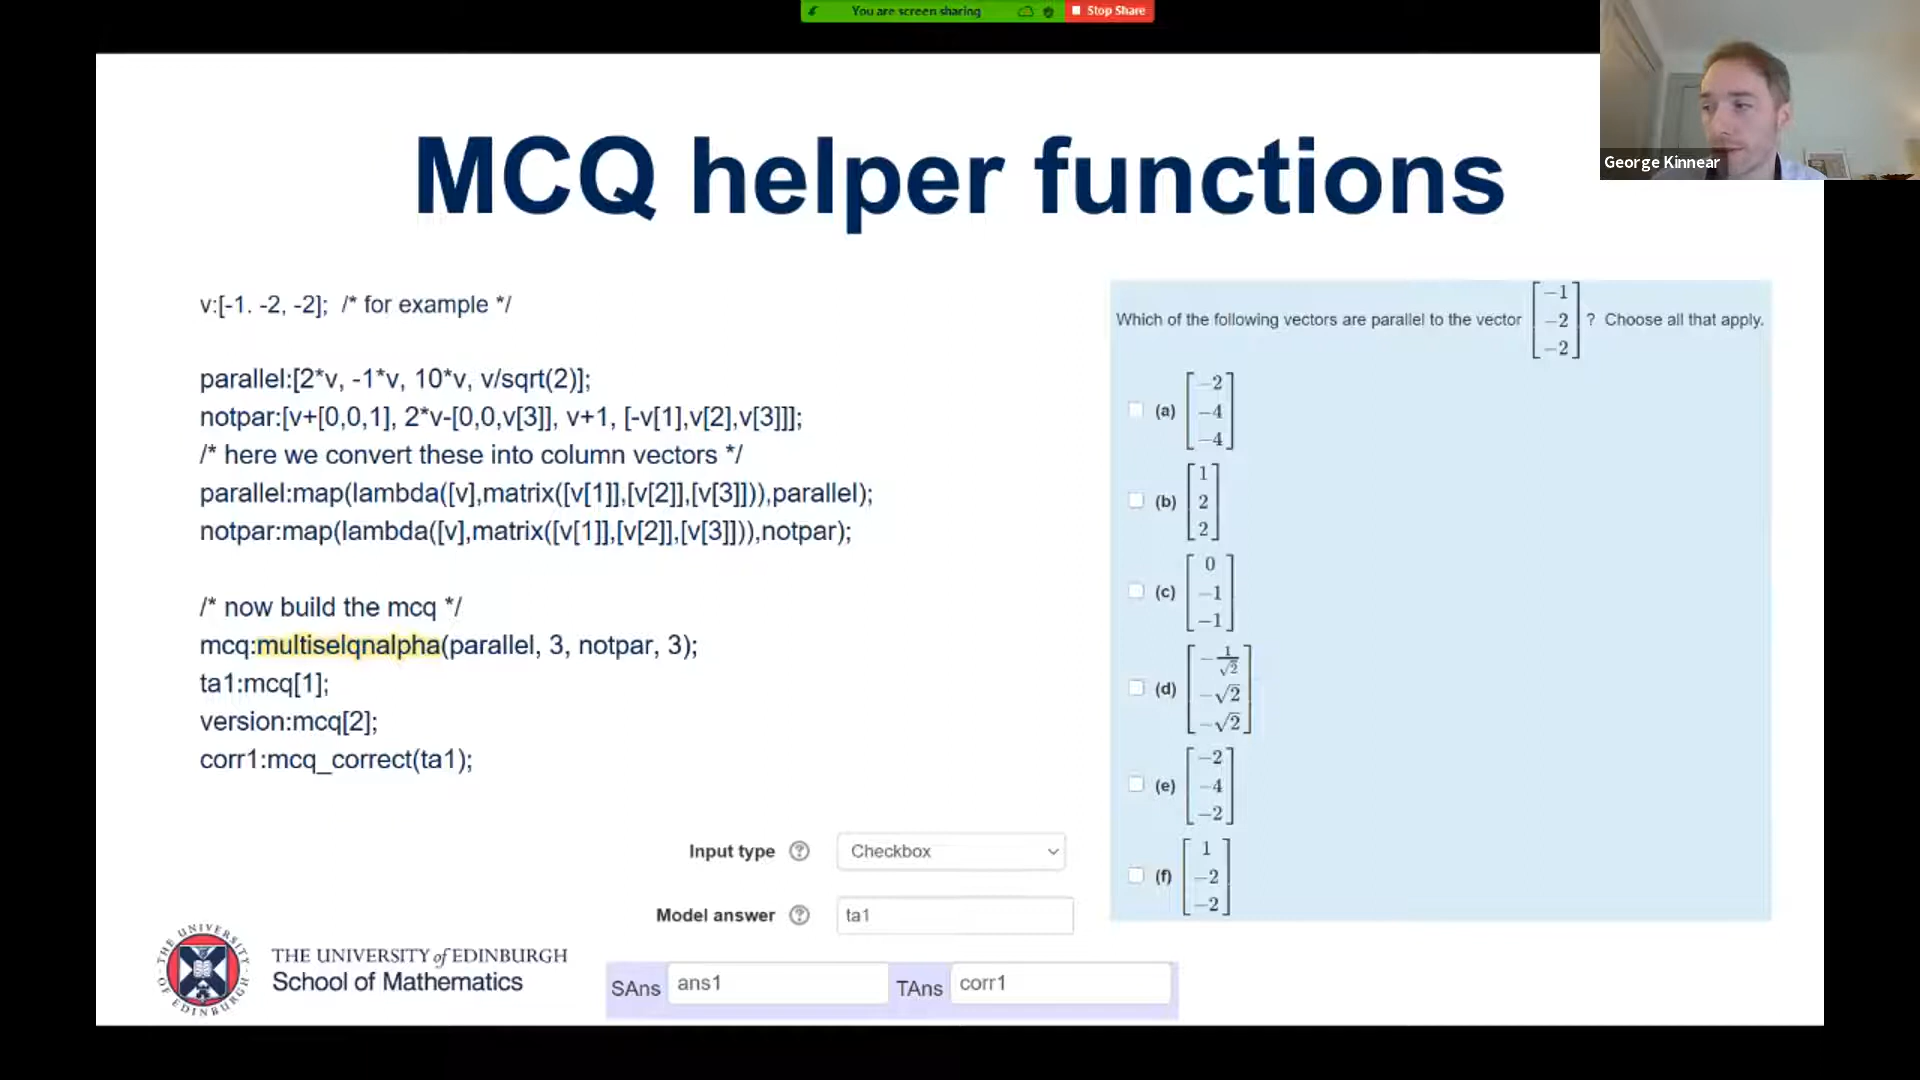 You are screen sharing
Stop Share
George Kinnear
MCQ helper functions
v:[-1. -2, -2]; /* for example */
parallel:[2*v, -1*v, 10*v, v/sqrt(2)];
notpar:[v+[0,0,1], 2*v-[0,0,v[3]], v+1, [-v[1],v[2],v[3]]];
/* here we convert these into column vectors */
parallel:map(lambda([v],matrix([v[1]],[v[2]],[v[3]])),parallel);
notpar:map(lambda([v],matrix([v[1]],[v[2]],[v[3]])),notpar);
/* now build the mcq */
mcq:multiselqnalpha(parallel, 3, notpar, 3);
ta1:mcq[1];
version:mcq[2];
corr1:mcq_correct(ta1);
Input type ? Checkbox
Model answer ? ta1
SAns ans1 TAns corr1
THE UNIVERSITY of EDINBURGH
School of Mathematics
THE UNIVERSITY OF EDINBURGH
Which of the following vectors are parallel to the vector [−1 −2 −2] ? Choose all that apply.
(a) [−2 −4 −4]
(b) [1 2 2]
(c) [0 −1 −1]
(d) [−1/√2 −√2 −√2]
(e) [−2 −4 −2]
(f) [1 −2 −2]